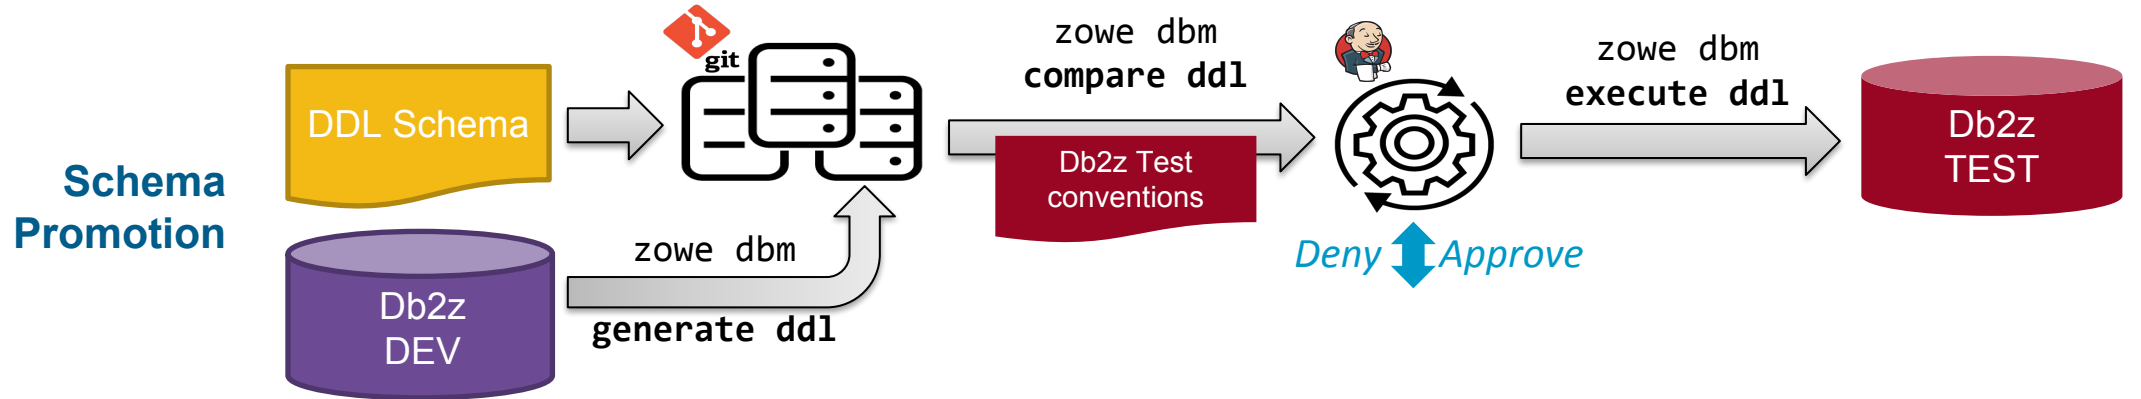 Schema
Promotion
DDL Schema
Db2z
DEV
git
zowe dbm
generate ddl
zowe dbm
compare ddl
Db2z Test
conventions
Deny
Approve
zowe dbm
execute ddl
Db2z
TEST